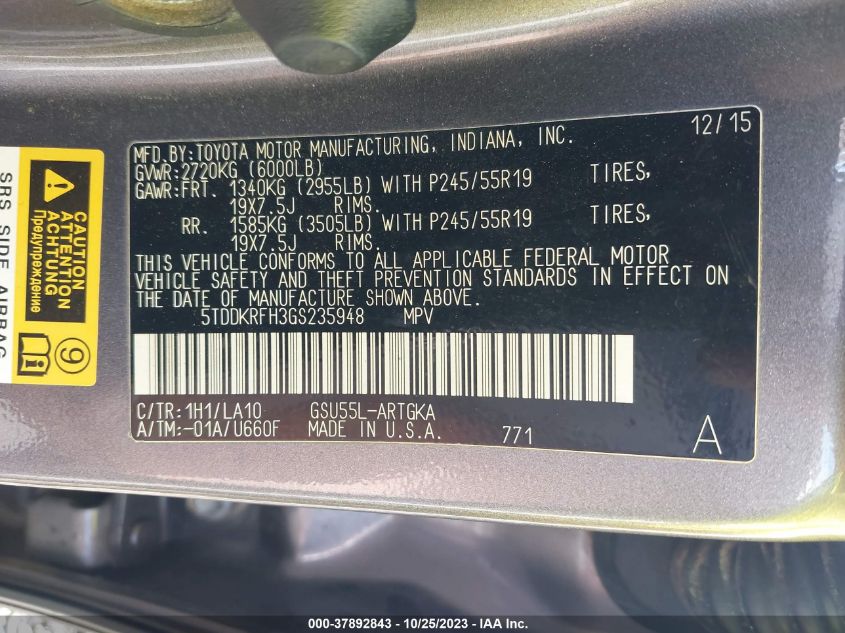 12/15
MFD.BY:TOYOTA MOTOR MANUFACTURING, INDIANA, INC.
GVWR:2720KG (6000LB)
GAWR:FRT. 1340KG (2955LB) WITH P245/55R19 TIRES,
19X7.5J RIMS.
RR. 1585KG (3505LB) WITH P245/55R19 TIRES,
19X7.5J RIMS.
THIS VEHICLE CONFORMS TO ALL APPLICABLE FEDERAL MOTOR
VEHICLE SAFETY AND THEFT PREVENTION STANDARDS IN EFFECT ON
THE DATE OF MANUFACTURE SHOWN ABOVE.
5TDDKRFH3GS235948 MPV
C/TR:1H1/LA10 GSU55L-ARTGKA
A/TM:-01A/U660F MADE IN U.S.A. 771 A
SRS SIDE AIRBAG
CAUTION
ATTENTION
ACHTUNG
Предупреждение
9
000-37892843 - 10/25/2023 - IAA Inc.